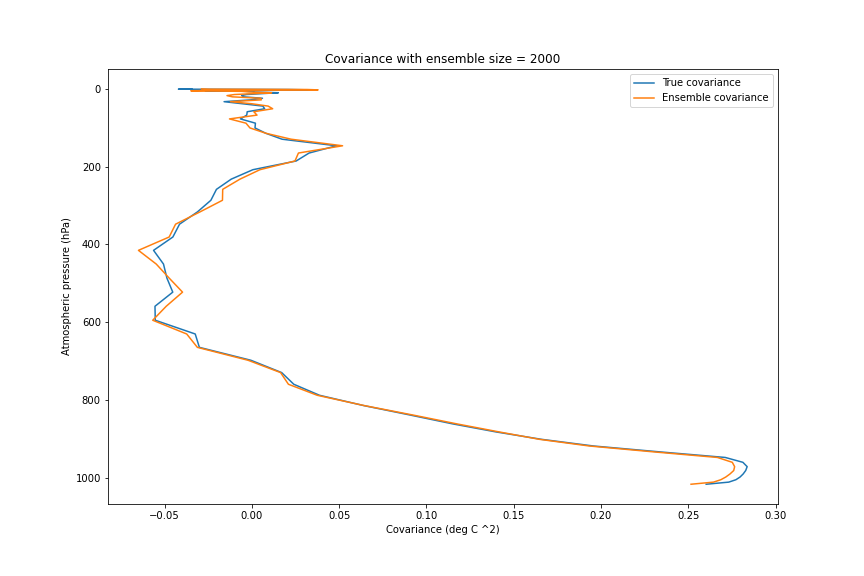 Covariance with ensemble size = 2000
True covariance
Ensemble covariance
0
200
400
600
800
1000
Atmospheric pressure (hPa)
−0.05
0.00
0.05
0.10
0.15
0.20
0.25
0.30
Covariance (deg C ^2)